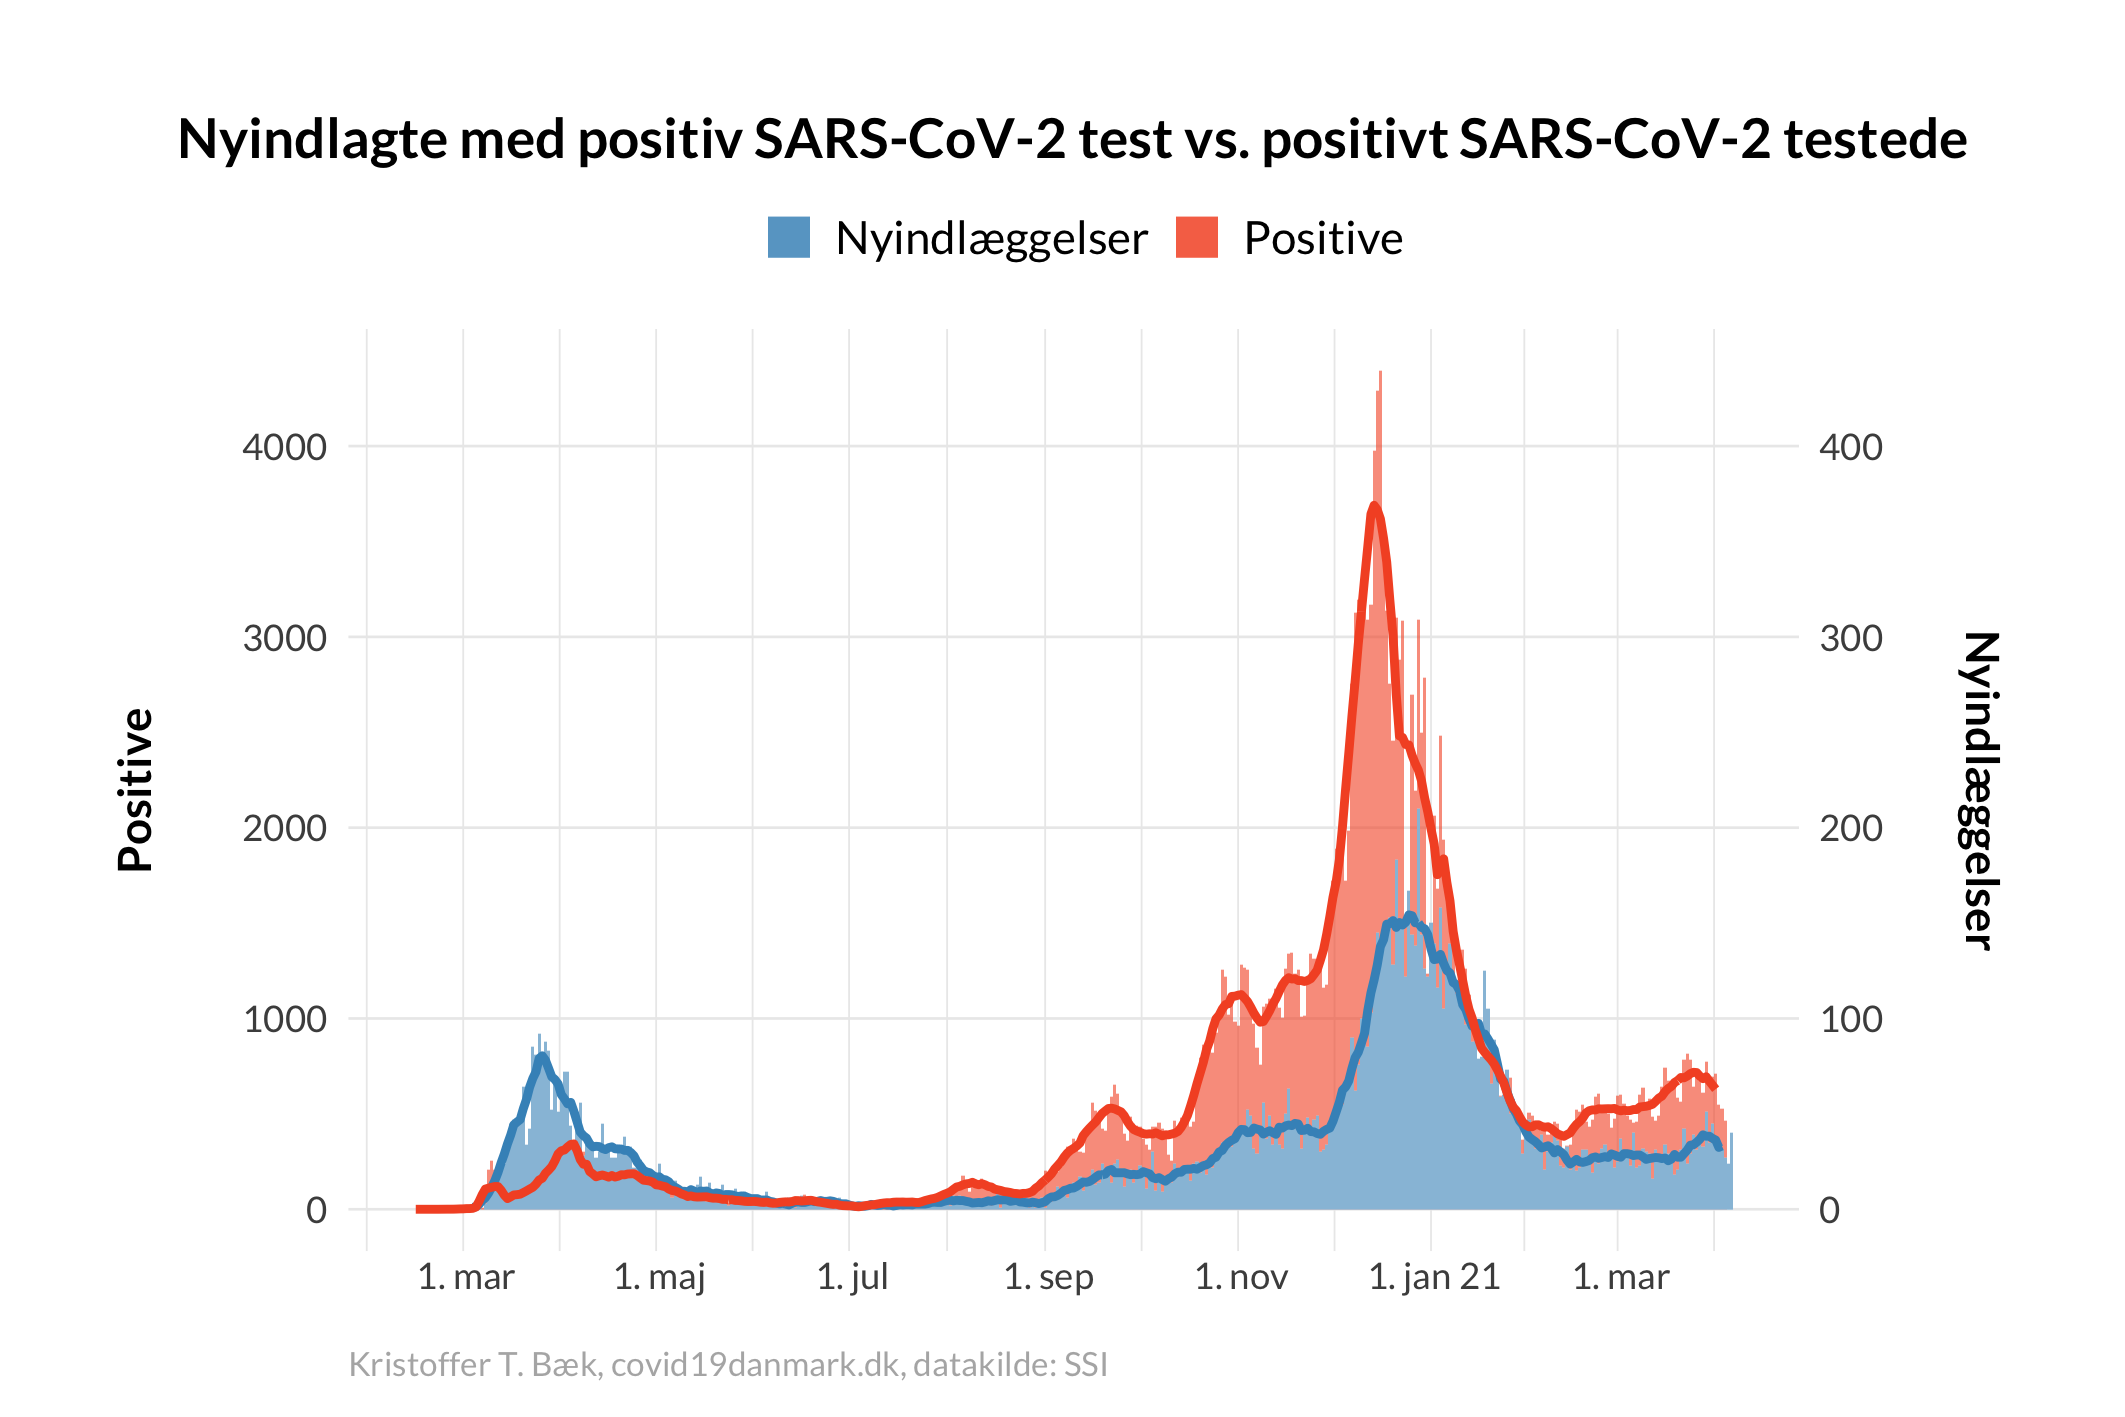 Nyindlagte med positiv SARS-CoV-2 test vs. positivt SARS-CoV-2 testede
Nyindlæggelser Positive
4000 400
3000 300
2000 200
1000 100
0 0
Positive
Nyindlæggelser
1. mar 1. maj 1. jul 1. sep 1. nov 1. jan 21 1. mar
Kristoffer T. Bæk, covid19danmark.dk, datakilde: SSI